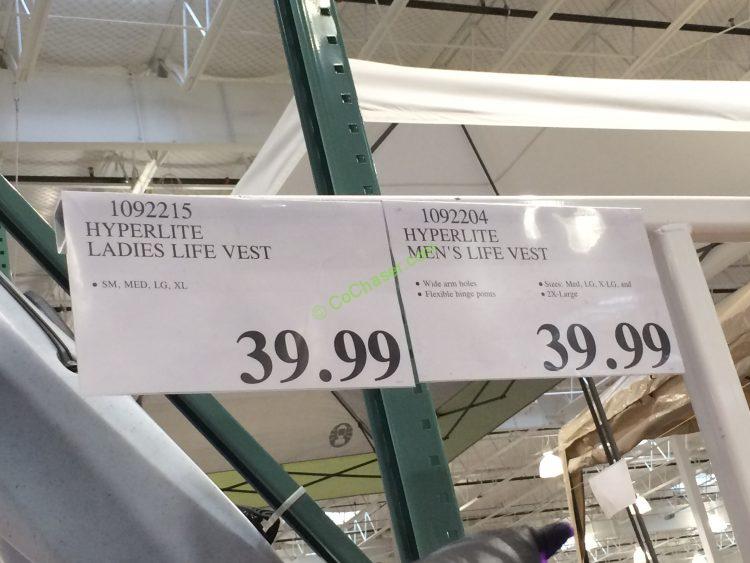 1092215
HYPERLITE
LADIES LIFE VEST
• SM, MED, LG, XL
39.99
1092204
HYPERLITE
MEN'S LIFE VEST
• Wide arm holes
• Flexible hinge points
• Sizes: Med, LG, X-LG, and
• 2X-Large
39.99
© CoChaser.com